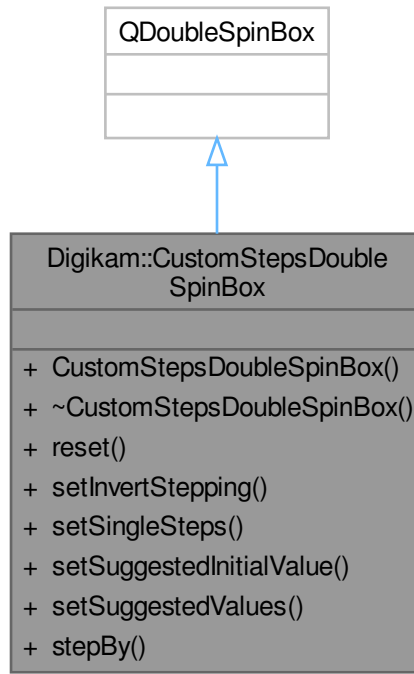 QDoubleSpinBox
Digikam::CustomStepsDouble
SpinBox
+ CustomStepsDoubleSpinBox()
+ ~CustomStepsDoubleSpinBox()
+ reset()
+ setInvertStepping()
+ setSingleSteps()
+ setSuggestedInitialValue()
+ setSuggestedValues()
+ stepBy()